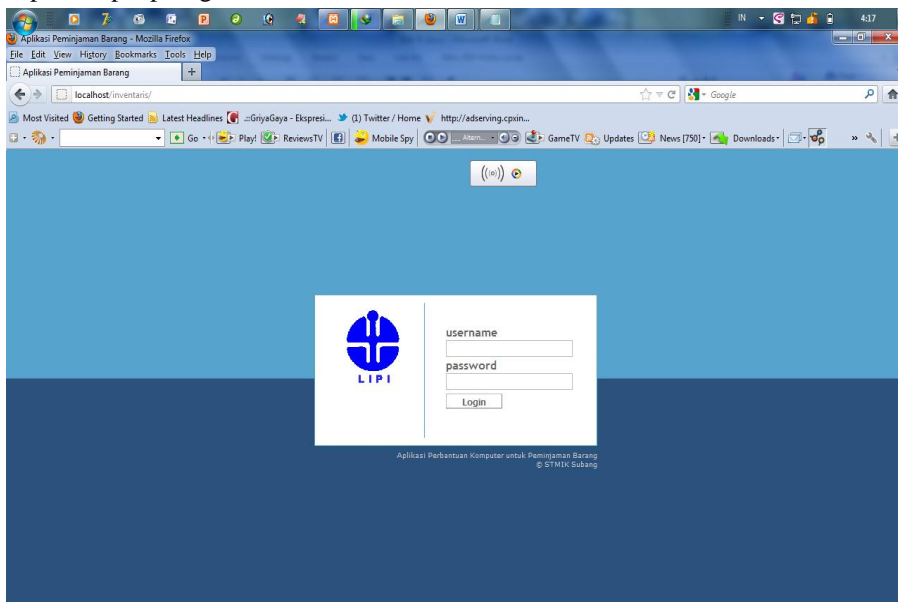 IN
4:17
Aplikasi Peminjaman Barang - Mozilla Firefox
File Edit View History Bookmarks Tools Help
Aplikasi Peminjaman Barang
localhost/inventaris/
Google
Most Visited Getting Started Latest Headlines .::GriyaGaya - Ekspresi... (1) Twitter / Home http://adserving.cpxin...
Go Play! ReviewsTV Mobile Spy Altern... GameTV Updates News [750] Downloads
username
password
LIPI
Login
Aplikasi Perbantuan Komputer untuk Peminjaman Barang
© STMIK Subang